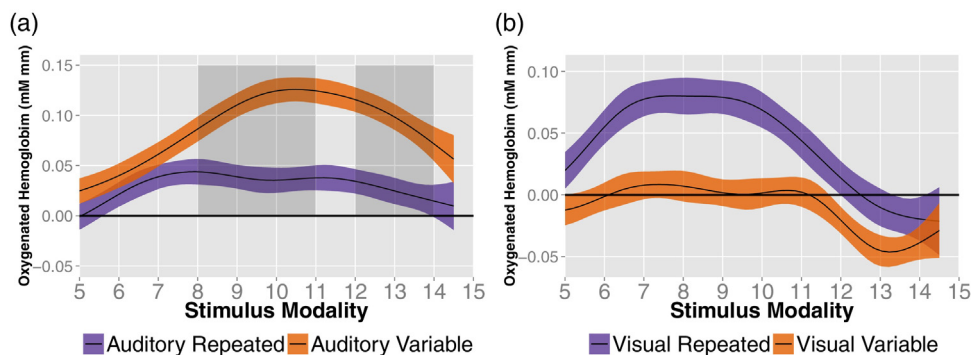 (a)
Oxygenated Hemoglobim (mM mm)
0.15
0.10
0.05
0.00
−0.05
5 6 7 8 9 10 11 12 13 14 15
Stimulus Modality
Auditory Repeated Auditory Variable
(b)
Oxygenated Hemoglobim (mM mm)
0.10
0.05
0.00
−0.05
5 6 7 8 9 10 11 12 13 14 15
Stimulus Modality
Visual Repeated Visual Variable